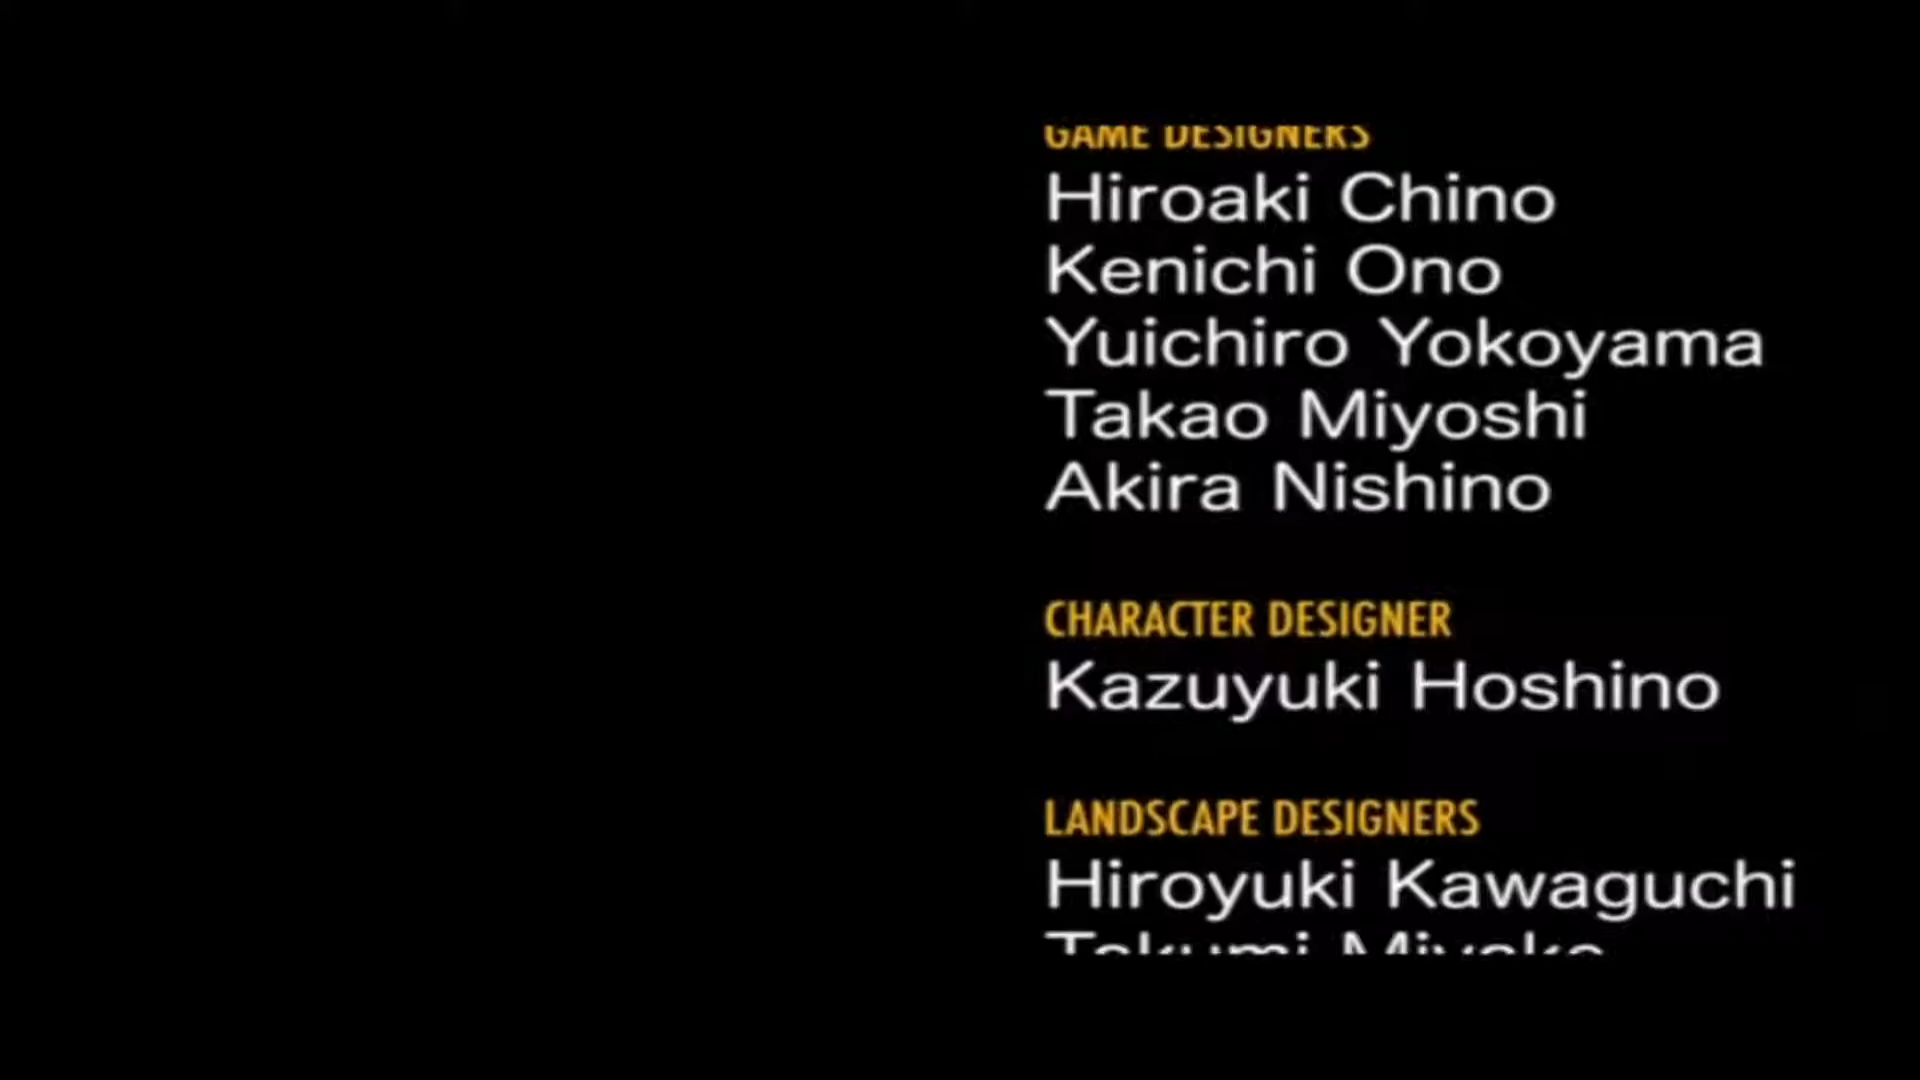 GAME DESIGNERS
Hiroaki Chino
Kenichi Ono
Yuichiro Yokoyama
Takao Miyoshi
Akira Nishino
CHARACTER DESIGNER
Kazuyuki Hoshino
LANDSCAPE DESIGNERS
Hiroyuki Kawaguchi